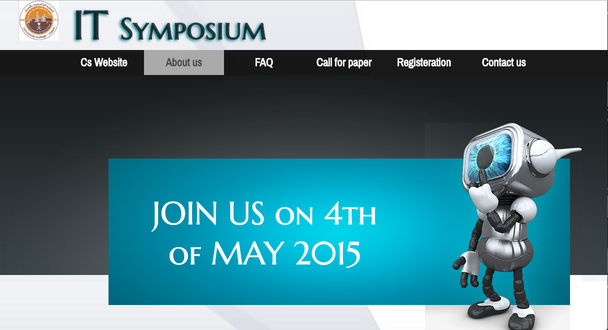 IT Symposium
Cs Website About us FAQ Call for paper Registeration Contact us
JOIN US on 4th
of MAY 2015